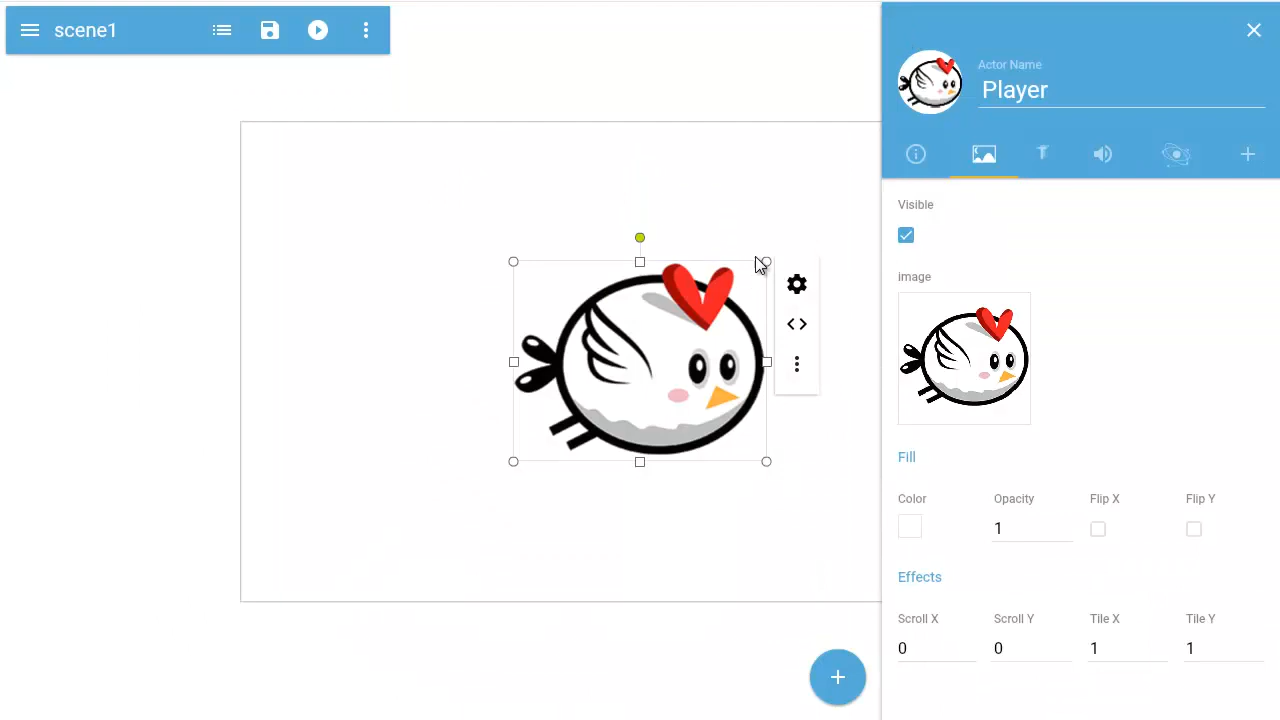 scene1
Actor Name
Player
Visible
image
Fill
Color Opacity Flip X Flip Y
1
Effects
Scroll X Scroll Y Tile X Tile Y
0 0 1 1